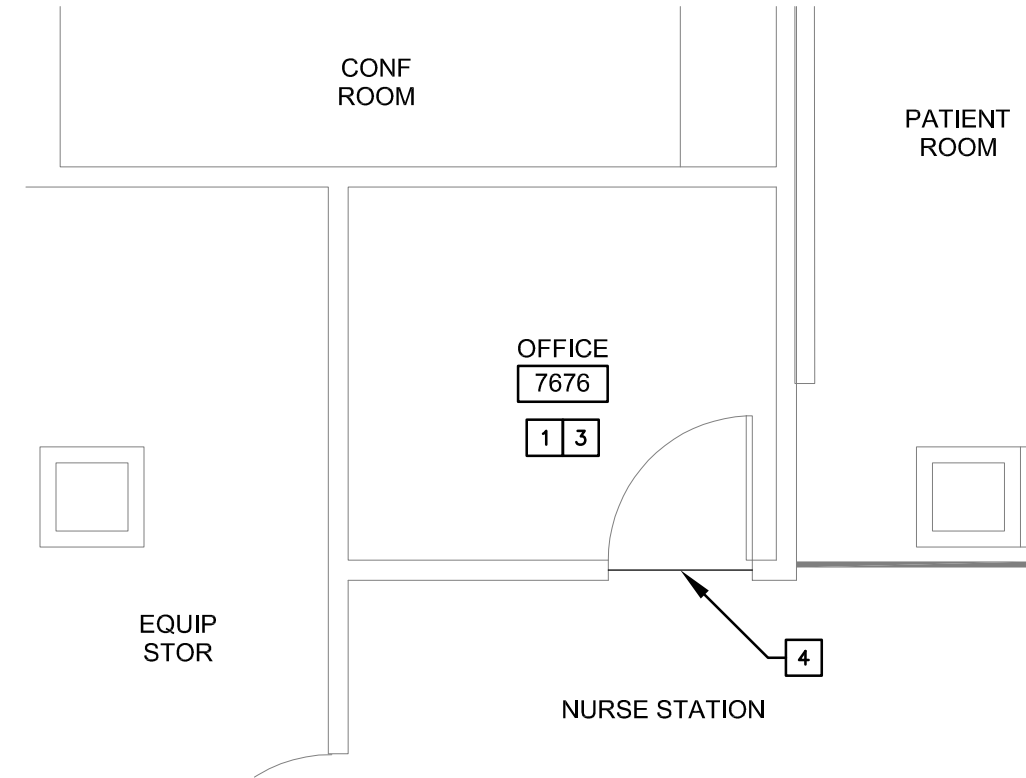 CONF
ROOM
PATIENT
ROOM
OFFICE
7676
1 3
EQUIP
STOR
4
NURSE STATION